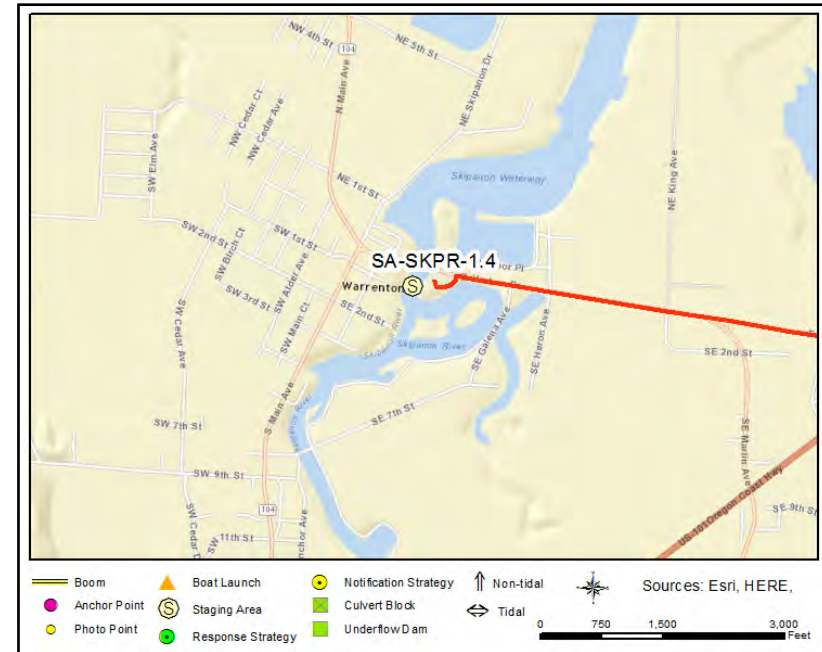 NW 4th St
104
NE 5th St
N Main Ave
NE Skipanon Dr
NW Cedar Ct
NW Cedar Ave
SW Elm Ave
NE King Ave
Skipanon Waterway
NE 1st St
SW 2nd St
SW Birch Ct
SW 1st St
SA-SKPR-1.4
SW Alder Ave
Warrenton
S
SW 3rd St
SE 2nd St
SW Main Ct
Skipanon River
Skipanon River
SE Galena Ave
SE Heron Ave
SE 2nd St
SW Cedar Ave
S Main Ave
Skipanon River
SE 7th St
SW 7th St
SE Marlin Ave
US-101 Oregon Coast Hwy
SW 9th St
104
SE 9th St
SW 11th St
SW Cedar
Boom
Boat Launch
Notification Strategy
Non-tidal
Sources: Esri, HERE,
Anchor Point
S
Staging Area
Culvert Block
Tidal
Photo Point
Response Strategy
Underflow Dam
0 750 1,500 3,000
Feet